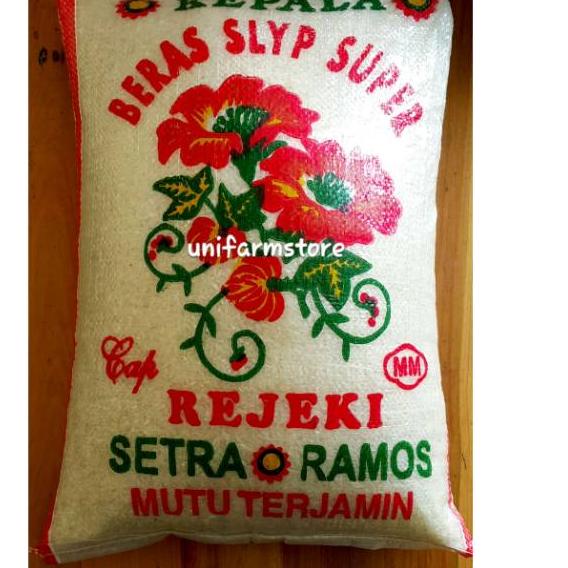 KEPALA
BERAS SLYP SUPER
unifarmstore
Cap
MM
REJEKI
SETRA RAMOS
MUTU TERJAMIN